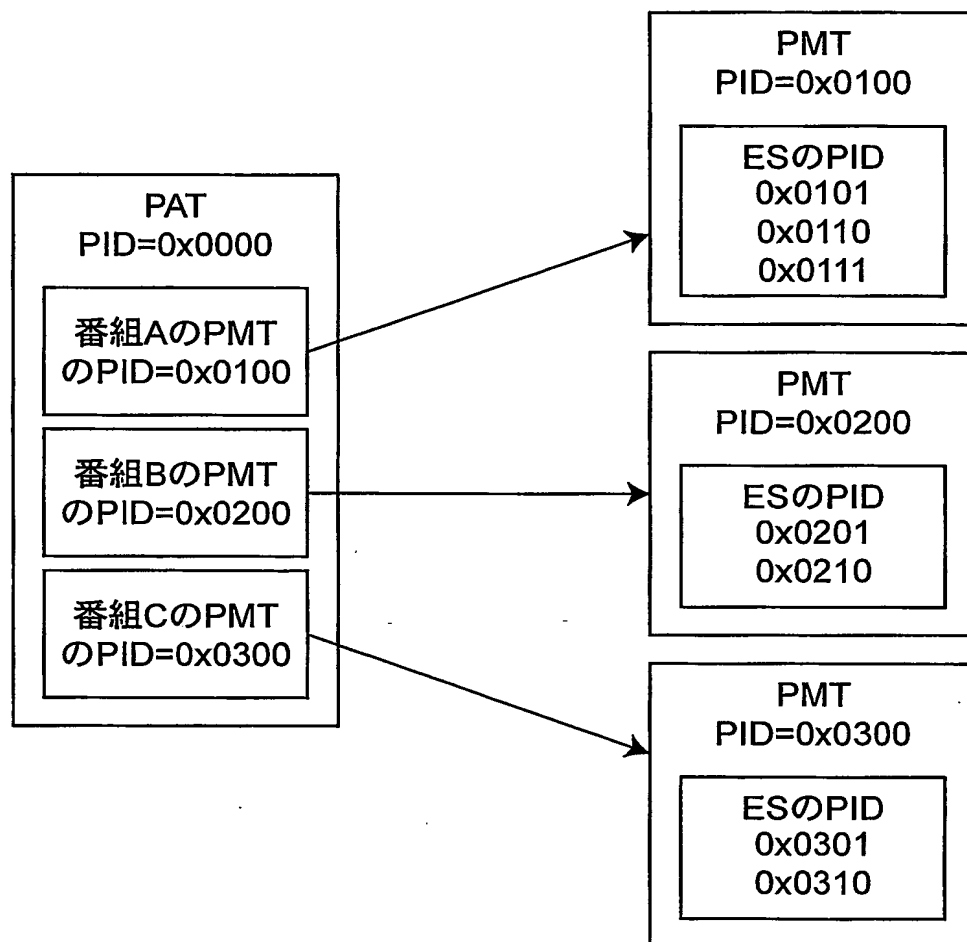 PAT
PID=0x0000
番組AのPMT
のPID=0x0100
番組BのPMT
のPID=0x0200
番組CのPMT
のPID=0x0300
PMT
PID=0x0100
ESのPID
0x0101
0x0110
0x0111
PMT
PID=0x0200
ESのPID
0x0201
0x0210
PMT
PID=0x0300
ESのPID
0x0301
0x0310